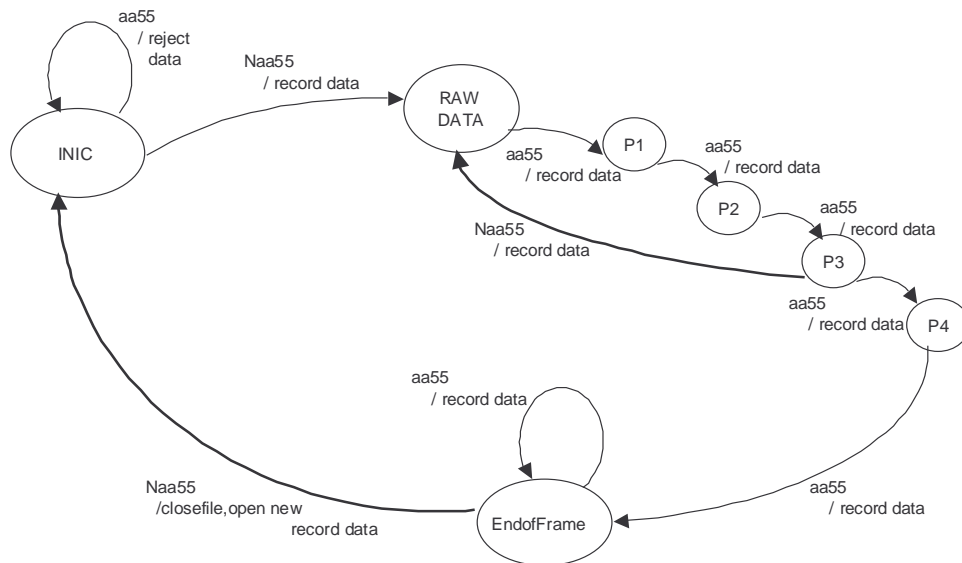 aa55
/ reject
data
Naa55
/ record data
INIC
RAW
DATA
aa55
/ record data
P1
aa55
/ record data
P2
aa55
/ record data
P3
Naa55
/ record data
aa55
/ record data
P4
aa55
/ record data
aa55
/ record data
EndofFrame
Naa55
/closefile,open new
record data